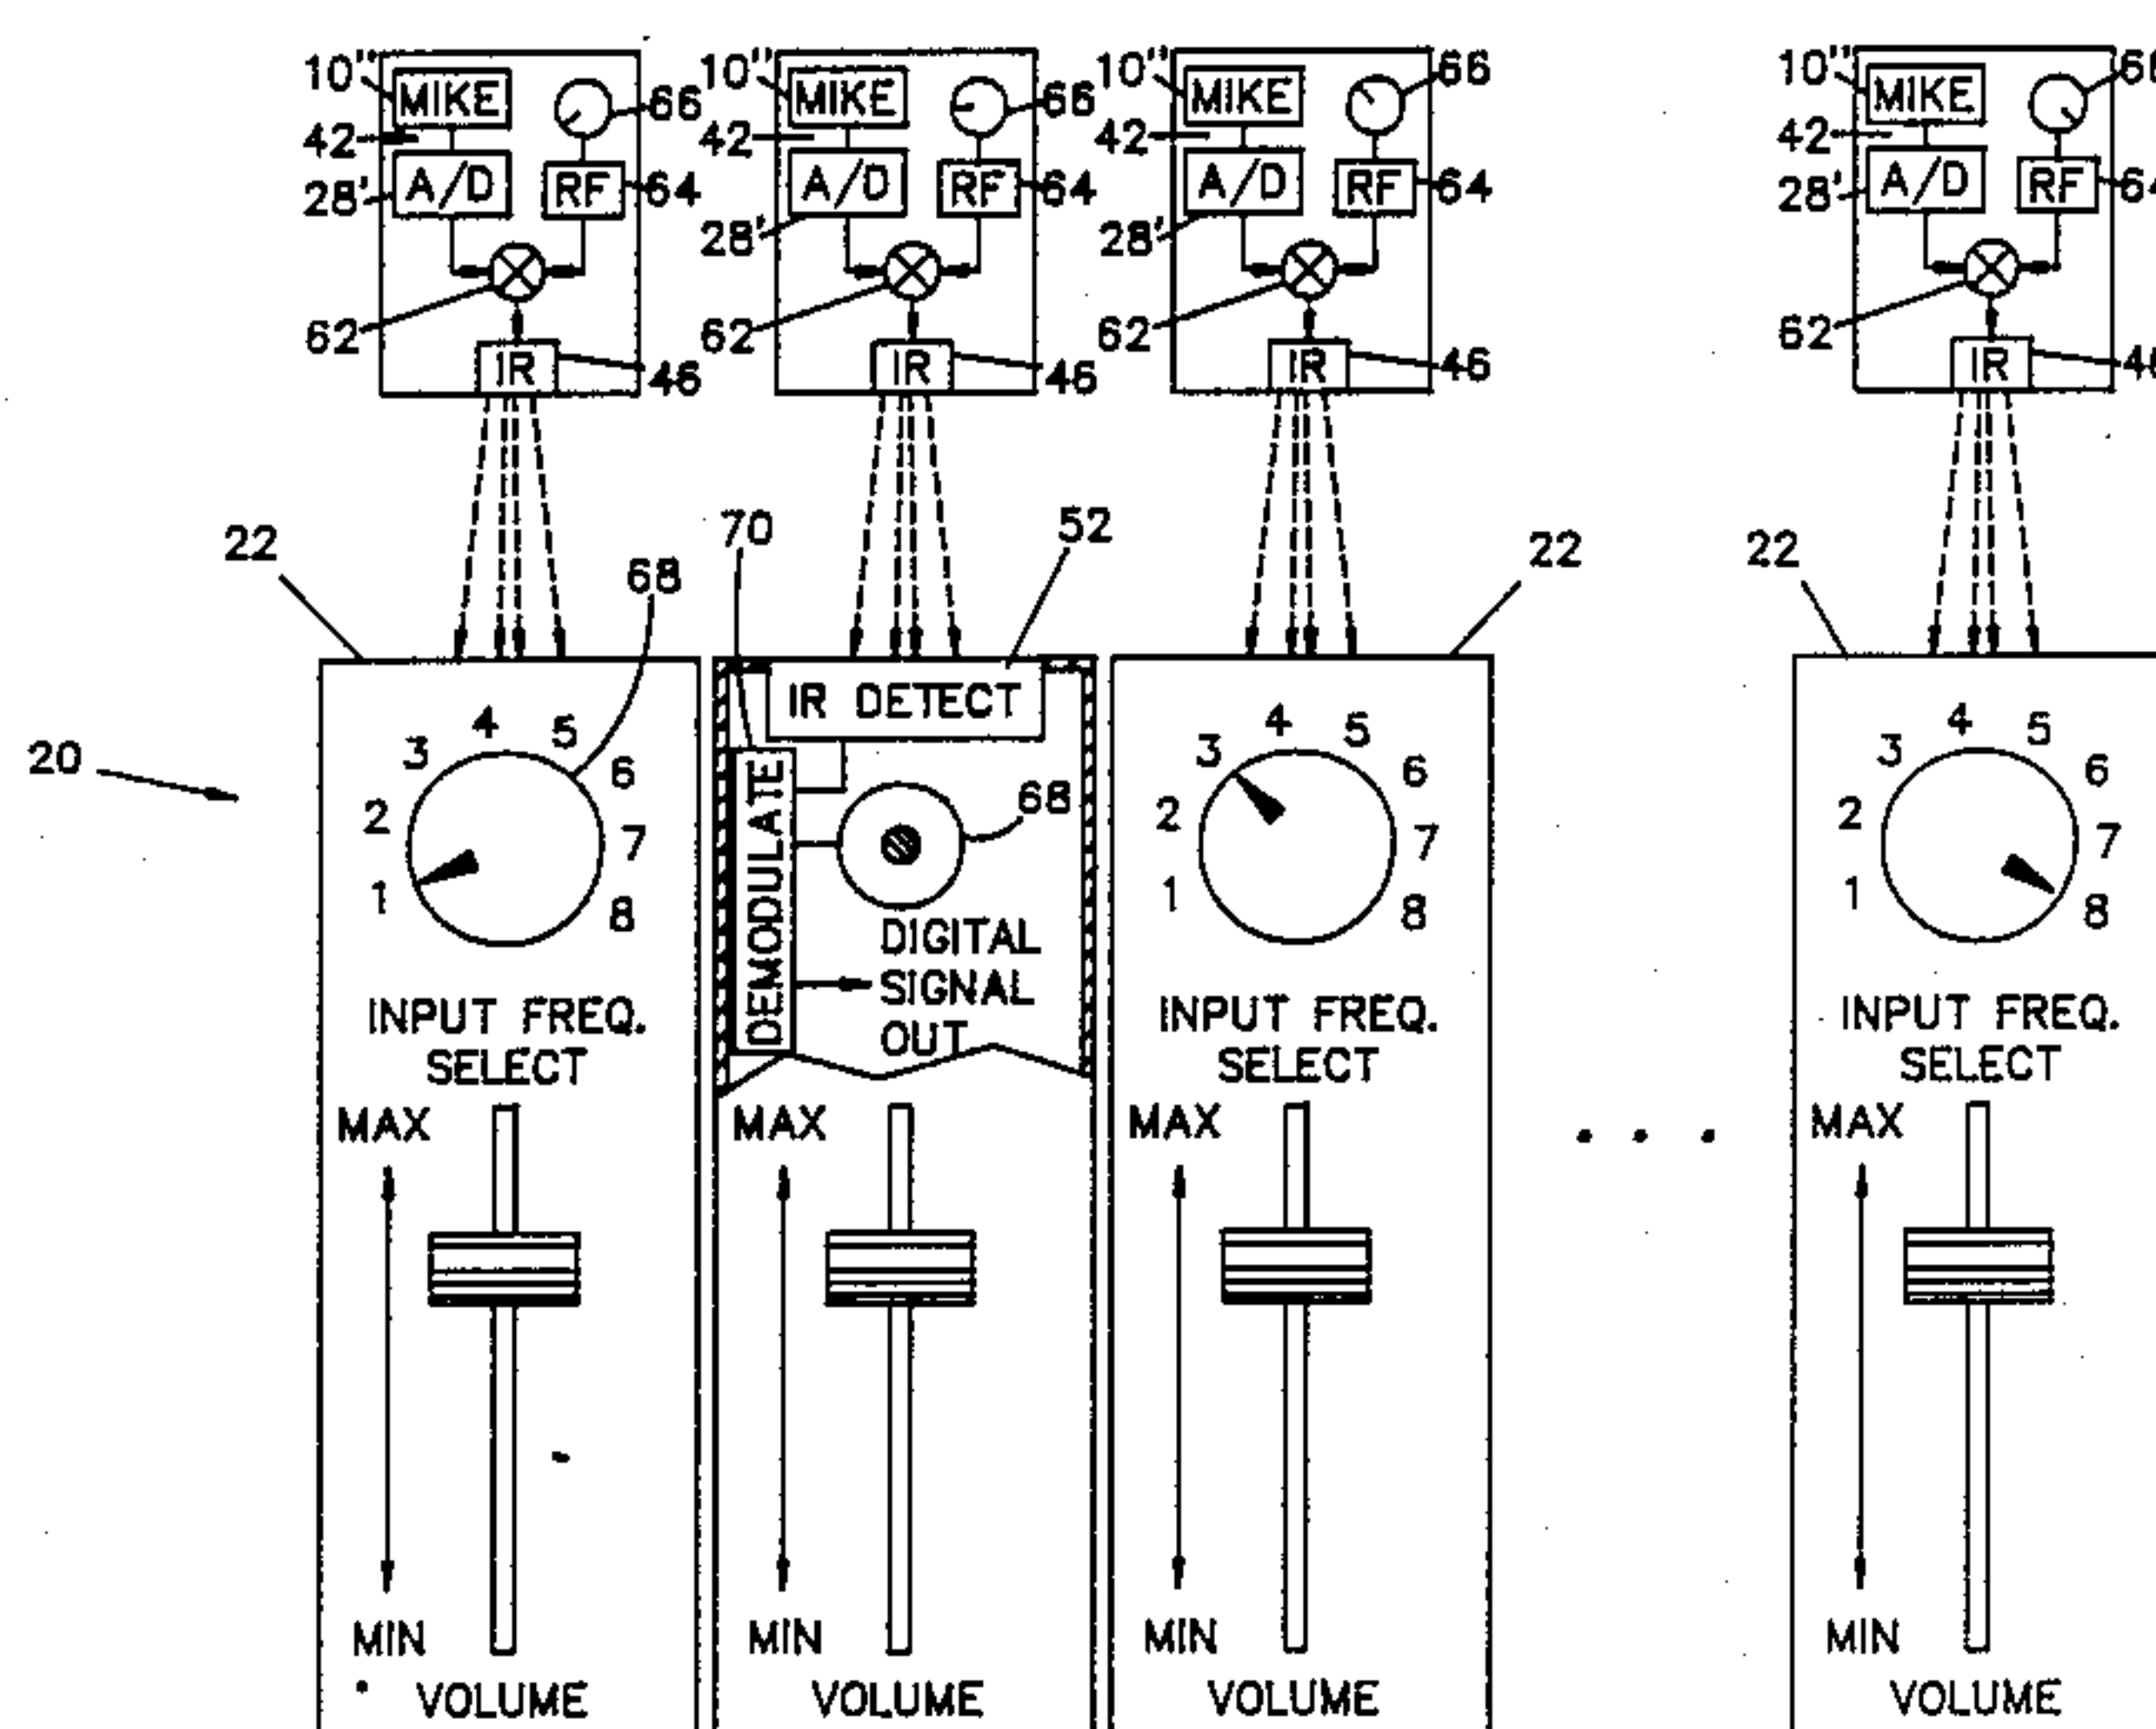 10" MIKE 66 10" MIKE 66 10" MIKE 66 10" MIKE
42 42 42 42
28' A/D RF 64 28' A/D RF 64 28' A/D RF 64 28' A/D RF
62 62 62 62
IR 46 IR 46 IR 46 IR
22 70 52 22 22
68
20
1 2 3 4 5 6 7 8
INPUT FREQ.
SELECT
MAX
MIN
VOLUME
IR DETECT
DEMODULATE
68
DIGITAL
SIGNAL
OUT
MAX
MIN
VOLUME
1 2 3 4 5 6 7 8
INPUT FREQ.
SELECT
MAX
MIN
VOLUME
. . .
1 2 3 4 5 6 7 8
INPUT FREQ.
SELECT
MAX
MIN
VOLUME